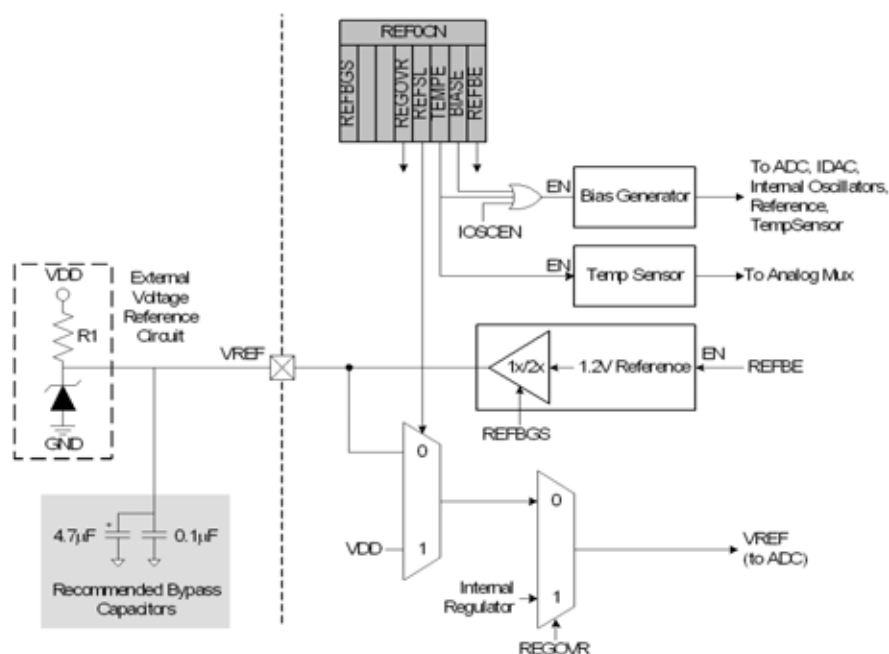 REF0CN
REFBGS
REGOVR
REFSL
TEMPE
BIASE
REFBE
EN
Bias Generator
To ADC, IDAC,
Internal Oscillators,
Reference,
TempSensor
IOSCEN
EN
Temp Sensor
To Analog Mux
VDD
R1
GND
External
Voltage
Reference
Circuit
VREF
1x/2x
1.2V Reference
EN
REFBE
REFBGS
0
1
VDD
0
1
Internal
Regulator
REGOVR
VREF
(to ADC)
4.7µF
+
0.1µF
Recommended Bypass
Capacitors